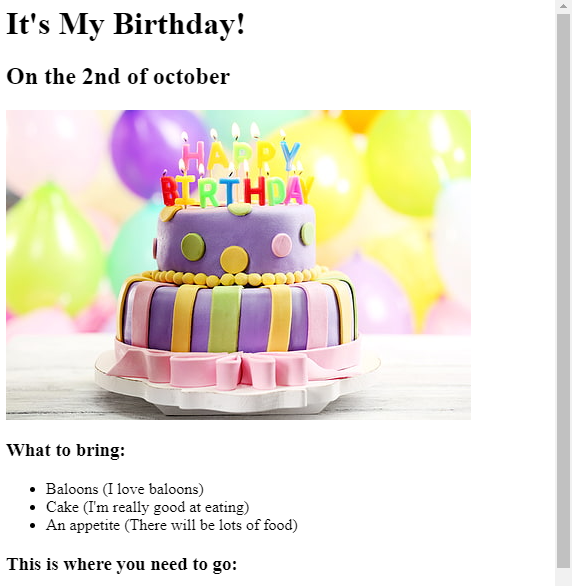 It's My Birthday!
On the 2nd of october
HAPPY
BIRTHDAY
What to bring:
Baloons (I love baloons)
Cake (I'm really good at eating)
An appetite (There will be lots of food)
This is where you need to go: